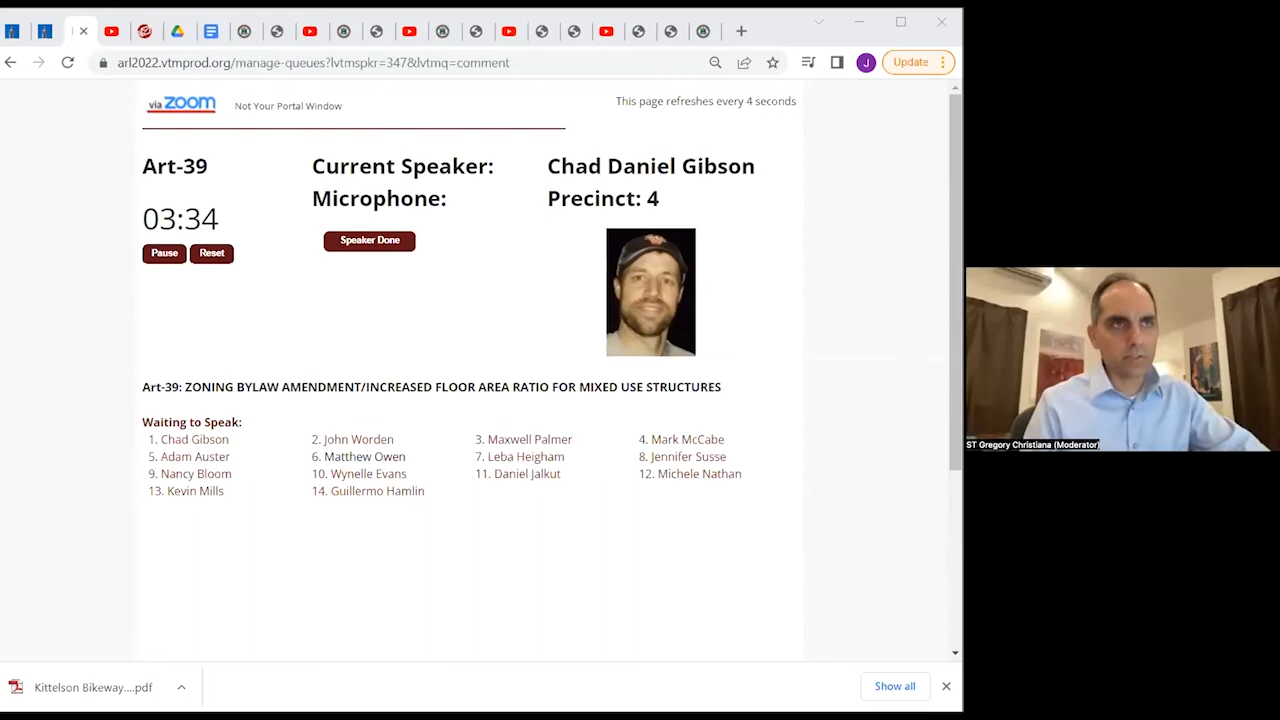 arl2022.vtmprod.org/manage-queues?lvtmspkr=347&lvtmq=comment
Update
via zoom
Not Your Portal Window
This page refreshes every 4 seconds
Art-39
Current Speaker:
Chad Daniel Gibson
Microphone:
Precinct: 4
03:34
Pause
Reset
Speaker Done
Art-39: ZONING BYLAW AMENDMENT/INCREASED FLOOR AREA RATIO FOR MIXED USE STRUCTURES
Waiting to Speak:
1. Chad Gibson 2. John Worden 3. Maxwell Palmer 4. Mark McCabe
5. Adam Auster 6. Matthew Owen 7. Leba Heigham 8. Jennifer Susse
9. Nancy Bloom 10. Wynelle Evans 11. Daniel Jalkut 12. Michele Nathan
13. Kevin Mills 14. Guillermo Hamlin
ST Gregory Christiana (Moderator)
Kittelson Bikeway....pdf
Show all